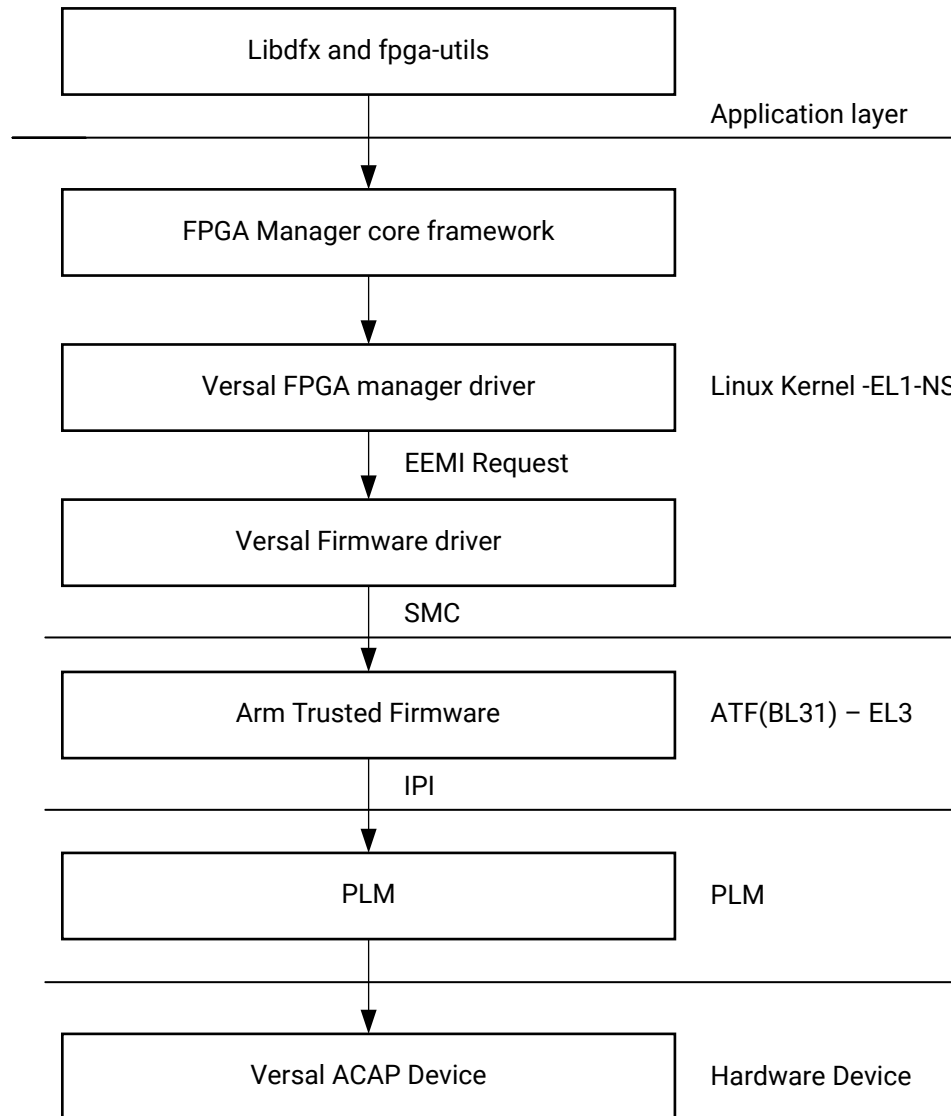 Libdfx and fpga-utils
Application layer
FPGA Manager core framework
Versal FPGA manager driver
Linux Kernel -EL1-NS
EEMI Request
Versal Firmware driver
SMC
Arm Trusted Firmware
ATF(BL31) – EL3
IPI
PLM
PLM
Versal ACAP Device
Hardware Device